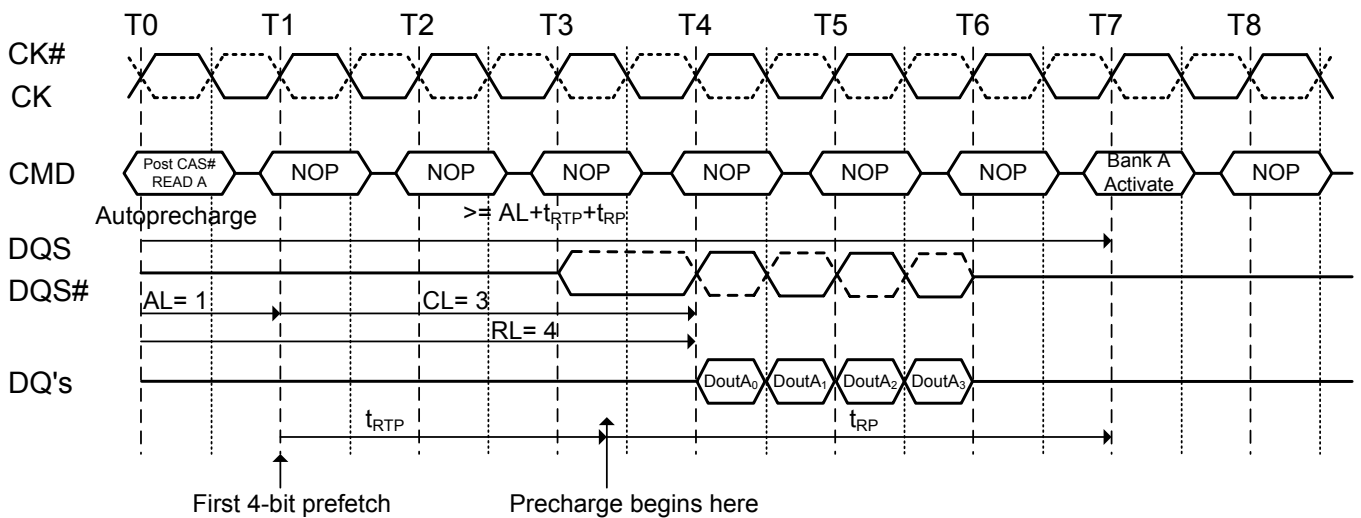 T0 T1 T2 T3 T4 T5 T6 T7 T8
CK#
CK
CMD
Post CAS#
READ A
NOP NOP NOP NOP NOP NOP
Bank A
Activate
NOP
Autoprecharge
>= AL+tRTP+tRP
DQS
DQS#
AL= 1
CL= 3
RL= 4
DQ's
DoutA0 DoutA1 DoutA2 DoutA3
tRTP
tRP
First 4-bit prefetch
Precharge begins here